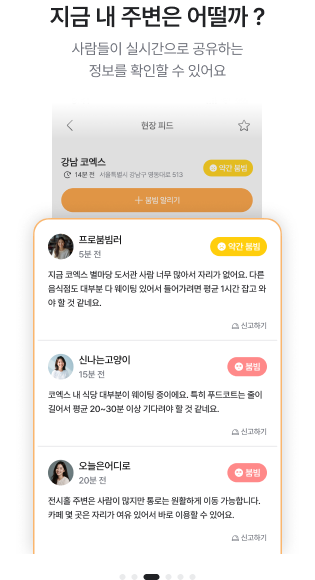 지금 내 주변은 어떨까 ?
사람들이 실시간으로 공유하는
정보를 확인할 수 있어요
현장 피드
강남 코엑스
14분 전 서울특별시 강남구 영동대로 513
약간 붐빔
붐빔 알리기
프로붐빔러
5분 전
약간 붐빔
지금 코엑스 별마당 도서관 사람 너무 많아서 자리가 없어요. 다른
음식점도 대부분 다 웨이팅 있어서 들어가려면 평균 1시간 잡고 와
야 할 것 같네요.
신고하기
신나는고양이
15분 전
붐빔
코엑스 내 식당 대부분이 웨이팅 중이에요. 특히 푸드코트는 줄이
길어서 평균 20~30분 이상 기다려야 할 것 같네요.
신고하기
오늘은어디로
20분 전
붐빔
전시홀 주변은 사람이 많지만 통로는 원활하게 이동 가능합니다.
카페 몇 곳은 자리가 여유 있어서 바로 이용할 수 있어요.
신고하기